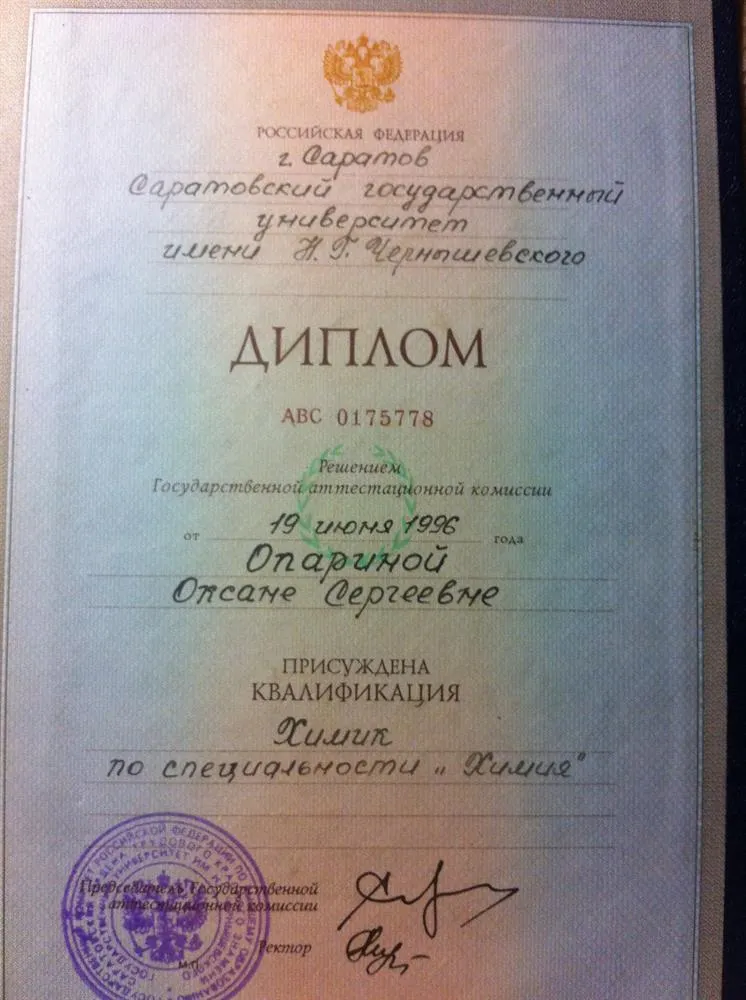 РОССИЙСКАЯ ФЕДЕРАЦИЯ
г. Саратов
Саратовский государственный
университет
имени Н.Г. Чернышевского
ДИПЛОМ
АВС 0175778
Решением
Государственной аттестационной комиссии
от 19 июня 1996 года
Опариной
Оксане Сергеевне
ПРИСУЖДЕНА
КВАЛИФИКАЦИЯ
Химик
по специальности „Химия"
Председатель Государственной
аттестационной комиссии
Ректор
М.П.